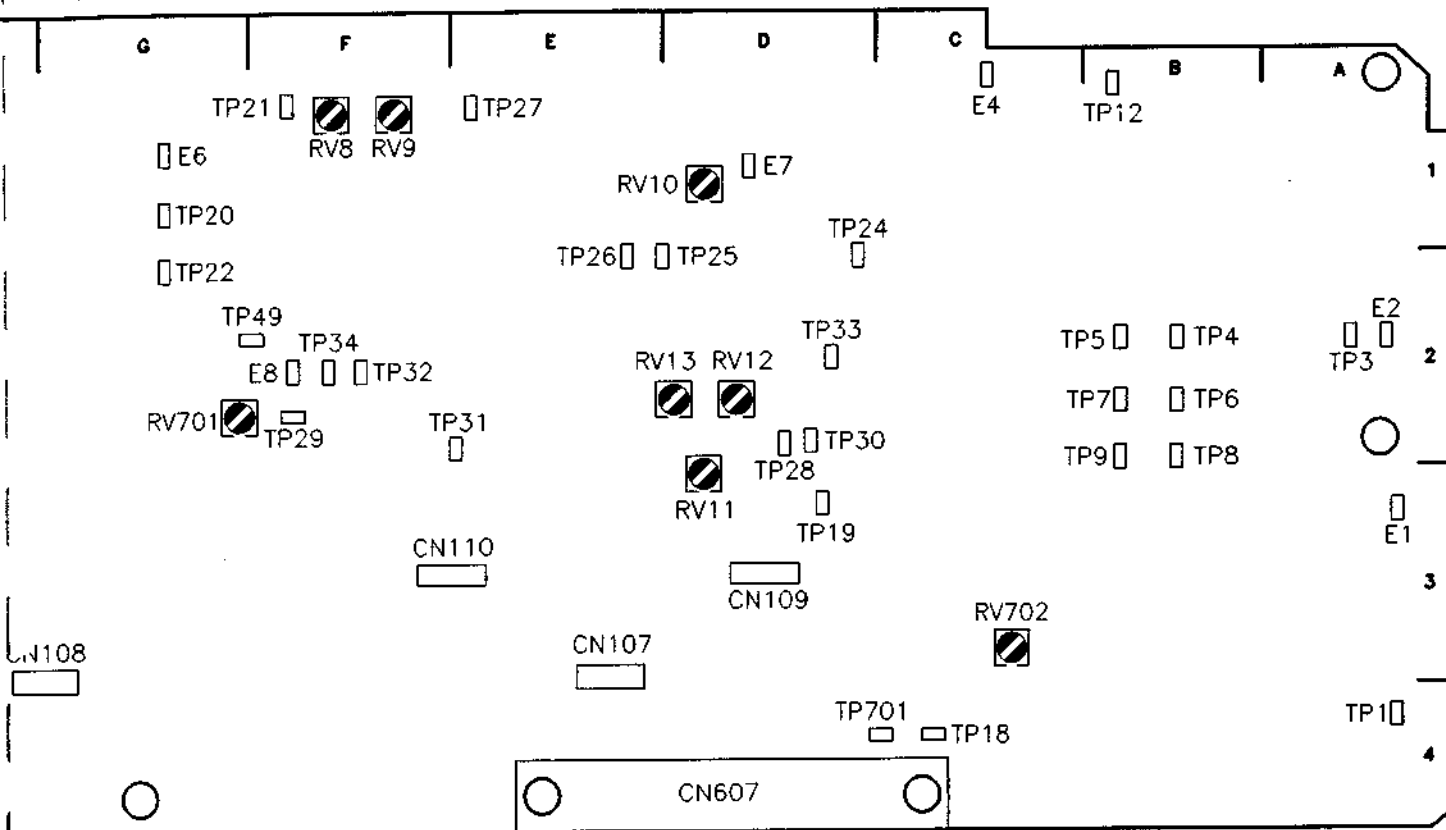 G F E D C B A
TP21 RV8 RV9 TP27 E4 TP12
E6 RV10 E7 1
TP20 TP24
TP26 TP25
TP22
TP49 TP34 TP33 TP5 TP4 E2
E8 TP32 RV13 RV12 TP3 2
RV701 TP29 TP31 TP7 TP6
TP28 TP30 TP9 TP8
RV11 TP19 E1
CN110 CN109 3
RV702
CN108 CN107
TP701 TP18 TP1
CN607 4